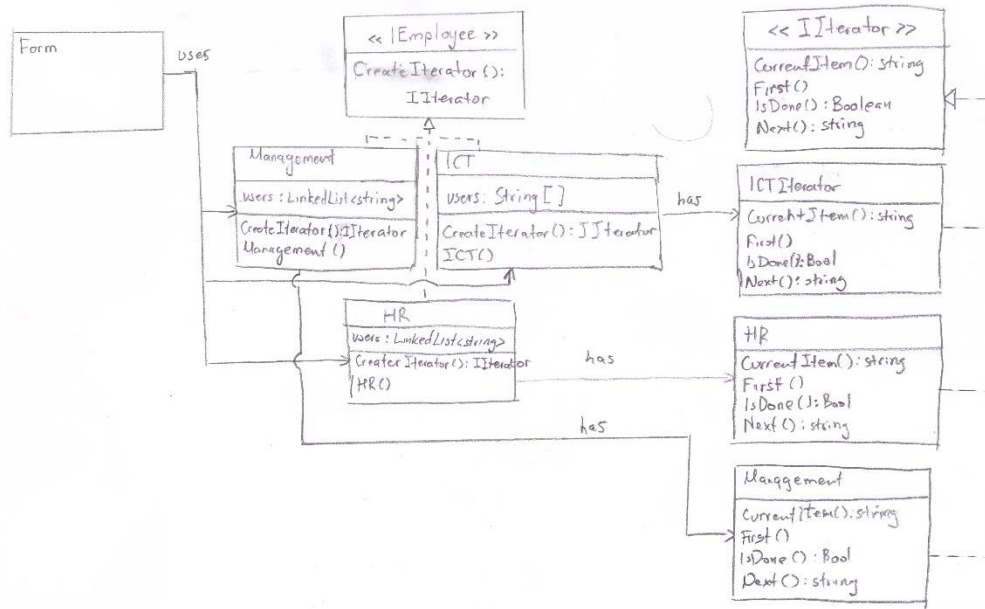 Form
uses
<< IEmployee >>
CreateIterator():
IIterator
<< IIterator >>
CurrentItem(): string
First()
IsDone(): Boolean
Next(): string
Management
users: LinkedList<string>
CreateIterator():IIterator
Management()
ICT
users: String[]
CreateIterator(): IIterator
ICT()
has
ICTIterator
CurrentItem(): string
First()
IsDone():Bool
Next(): string
HR
users: LinkedList<string>
CreaterIterator(): IIterator
HR()
has
HR
CurrentItem(): string
First()
IsDone(): Bool
Next(): string
has
Management
CurrentItem(): string
First()
IsDone(): Bool
Next(): string